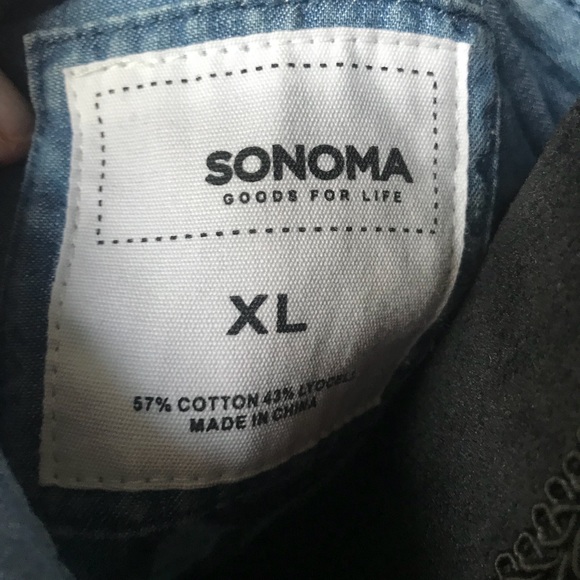 SONOMA
GOODS FOR LIFE
XL
57% COTTON 43% LYOCELL
MADE IN CHINA